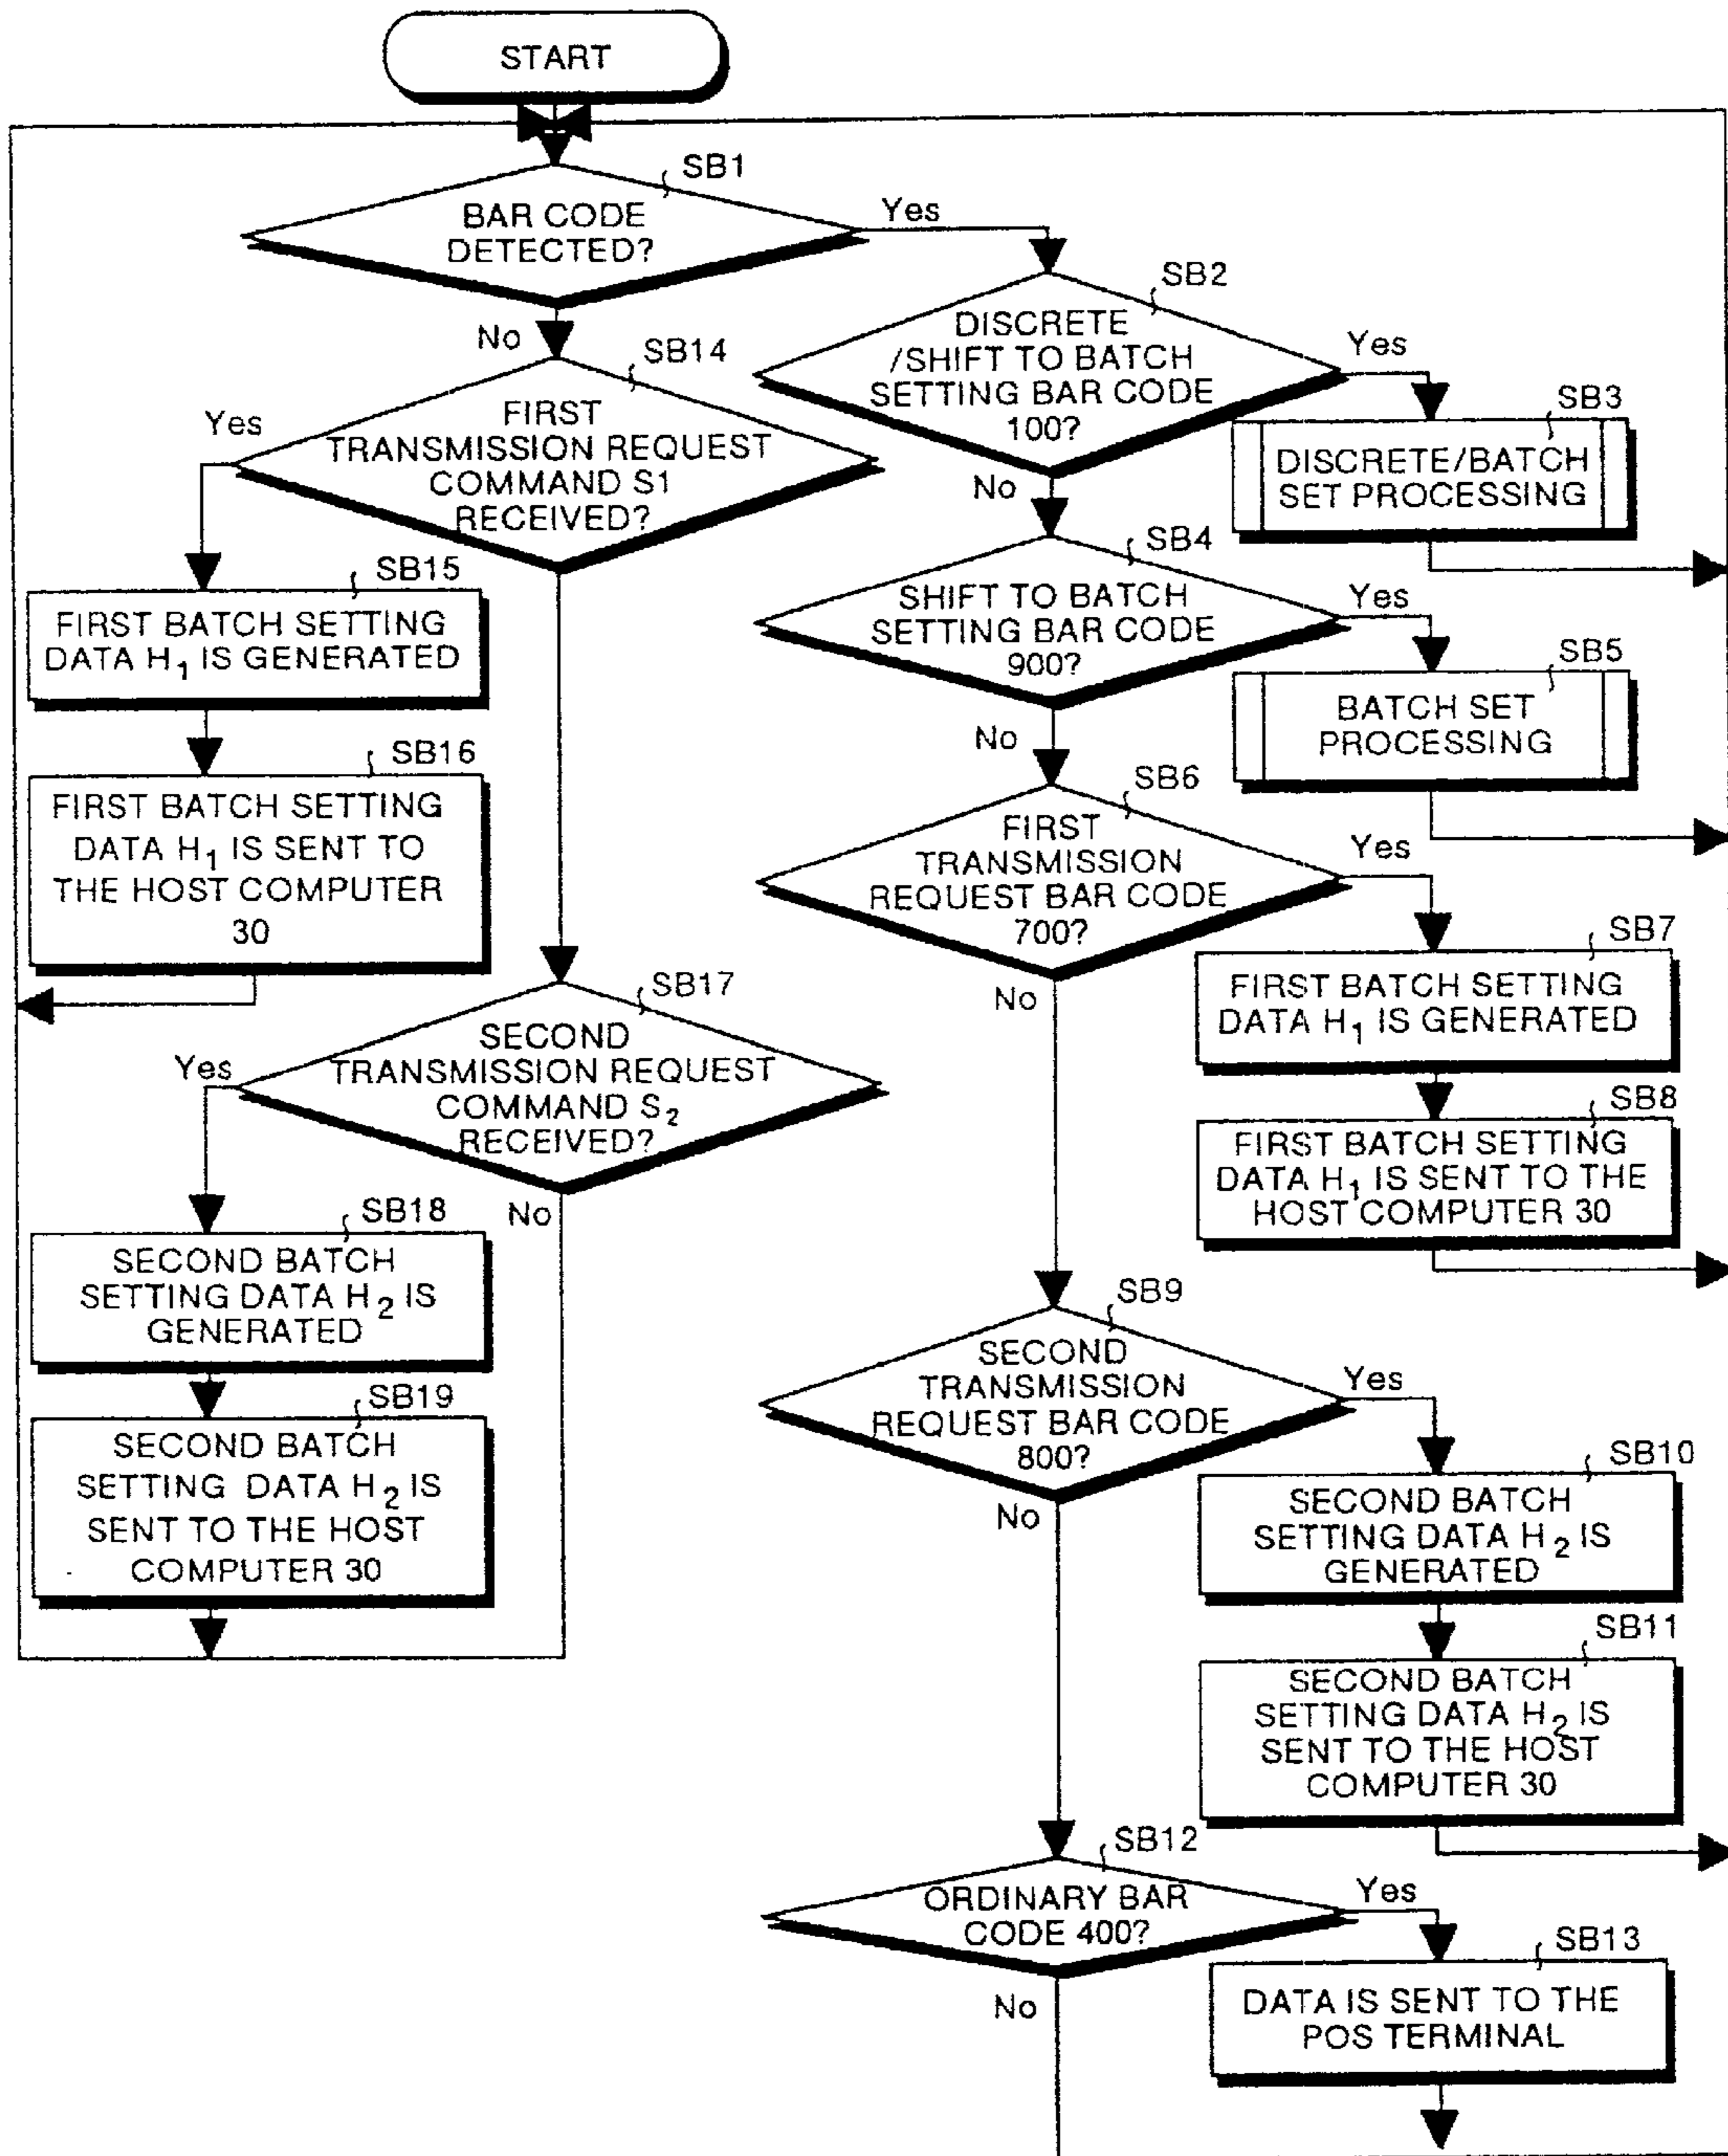 START
SB1
BAR CODE
DETECTED?
Yes
No
SB2
DISCRETE
/SHIFT TO BATCH
SETTING BAR CODE
100?
Yes
No
SB3
DISCRETE/BATCH
SET PROCESSING
SB14
FIRST
TRANSMISSION REQUEST
COMMAND S1
RECEIVED?
Yes
SB15
FIRST BATCH SETTING
DATA H1 IS GENERATED
SB16
FIRST BATCH SETTING
DATA H1 IS SENT TO
THE HOST COMPUTER
30
SB4
SHIFT TO BATCH
SETTING BAR CODE
900?
Yes
No
SB5
BATCH SET
PROCESSING
SB6
FIRST
TRANSMISSION
REQUEST BAR CODE
700?
Yes
No
SB7
FIRST BATCH SETTING
DATA H1 IS GENERATED
SB8
FIRST BATCH SETTING
DATA H1 IS SENT TO THE
HOST COMPUTER 30
SB17
SECOND
TRANSMISSION REQUEST
COMMAND S2
RECEIVED?
Yes
No
SB18
SECOND BATCH
SETTING DATA H2 IS
GENERATED
SB19
SECOND BATCH
SETTING DATA H2 IS
SENT TO THE HOST
COMPUTER 30
SB9
SECOND
TRANSMISSION
REQUEST BAR CODE
800?
Yes
No
SB10
SECOND BATCH
SETTING DATA H2 IS
GENERATED
SB11
SECOND BATCH
SETTING DATA H2 IS
SENT TO THE HOST
COMPUTER 30
SB12
ORDINARY BAR
CODE 400?
Yes
No
SB13
DATA IS SENT TO THE
POS TERMINAL